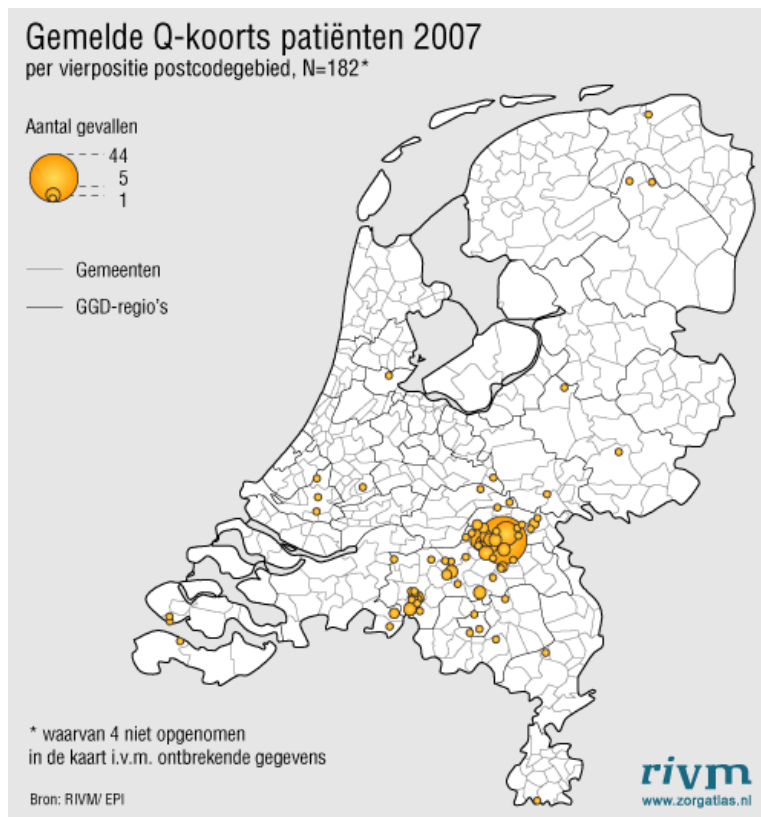 Gemelde Q-koorts patiënten 2007
per vierpositie postcodegebied, N=182*
Aantal gevallen
44
5
1
Gemeenten
GGD-regio's
* waarvan 4 niet opgenomen
in de kaart i.v.m. ontbrekende gegevens
Bron: RIVM/ EPI
rivm
www.zorgatlas.nl